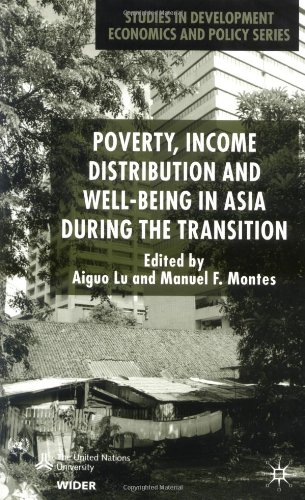 STUDIES IN DEVELOPMENT
ECONOMICS AND POLICY SERIES
POVERTY, INCOME
DISTRIBUTION AND
WELL-BEING IN ASIA
DURING THE TRANSITION
Edited by
Aiguo Lu and Manuel F. Montes
The United Nations
University
WIDER